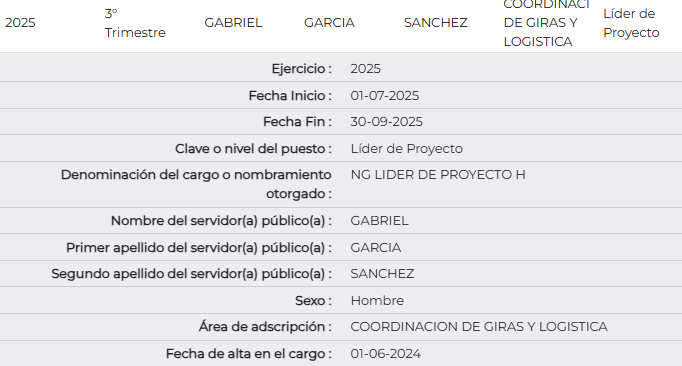 2025 3° Trimestre GABRIEL GARCIA SANCHEZ COORDINACI DE GIRAS Y LOGISTICA Líder de Proyecto
Ejercicio : 2025
Fecha Inicio : 01-07-2025
Fecha Fin : 30-09-2025
Clave o nivel del puesto : Líder de Proyecto
Denominación del cargo o nombramiento otorgado : NG LIDER DE PROYECTO H
Nombre del servidor(a) público(a) : GABRIEL
Primer apellido del servidor(a) público(a) : GARCIA
Segundo apellido del servidor(a) público(a) : SANCHEZ
Sexo : Hombre
Área de adscripción : COORDINACION DE GIRAS Y LOGISTICA
Fecha de alta en el cargo : 01-06-2024